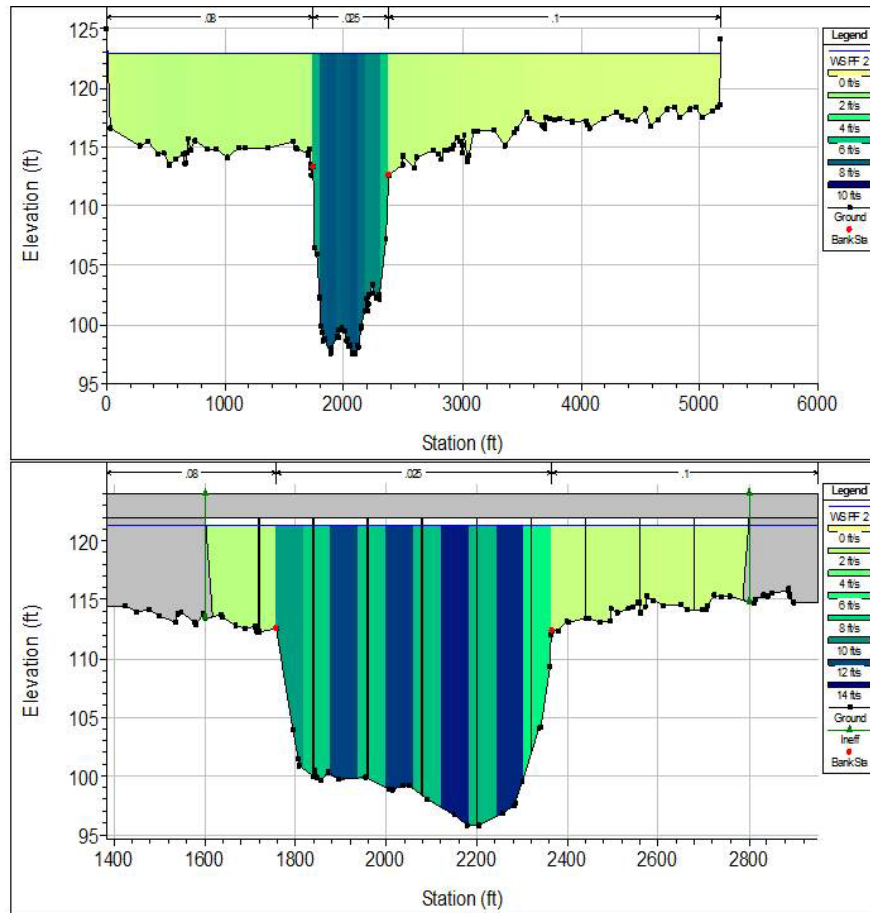 .08 .025 .1
125
120
115
110
105
100
95
Elevation (ft)
0 1000 2000 3000 4000 5000 6000
Station (ft)
Legend
WS PF 2
0 ft/s
2 ft/s
4 ft/s
6 ft/s
8 ft/s
10 ft/s
Ground
Bank Sta
.08 .025 .1
120
115
110
105
100
95
Elevation (ft)
1400 1600 1800 2000 2200 2400 2600 2800
Station (ft)
Legend
WS PF 2
0 ft/s
2 ft/s
4 ft/s
6 ft/s
8 ft/s
10 ft/s
12 ft/s
14 ft/s
Ground
Ineff
Bank Sta